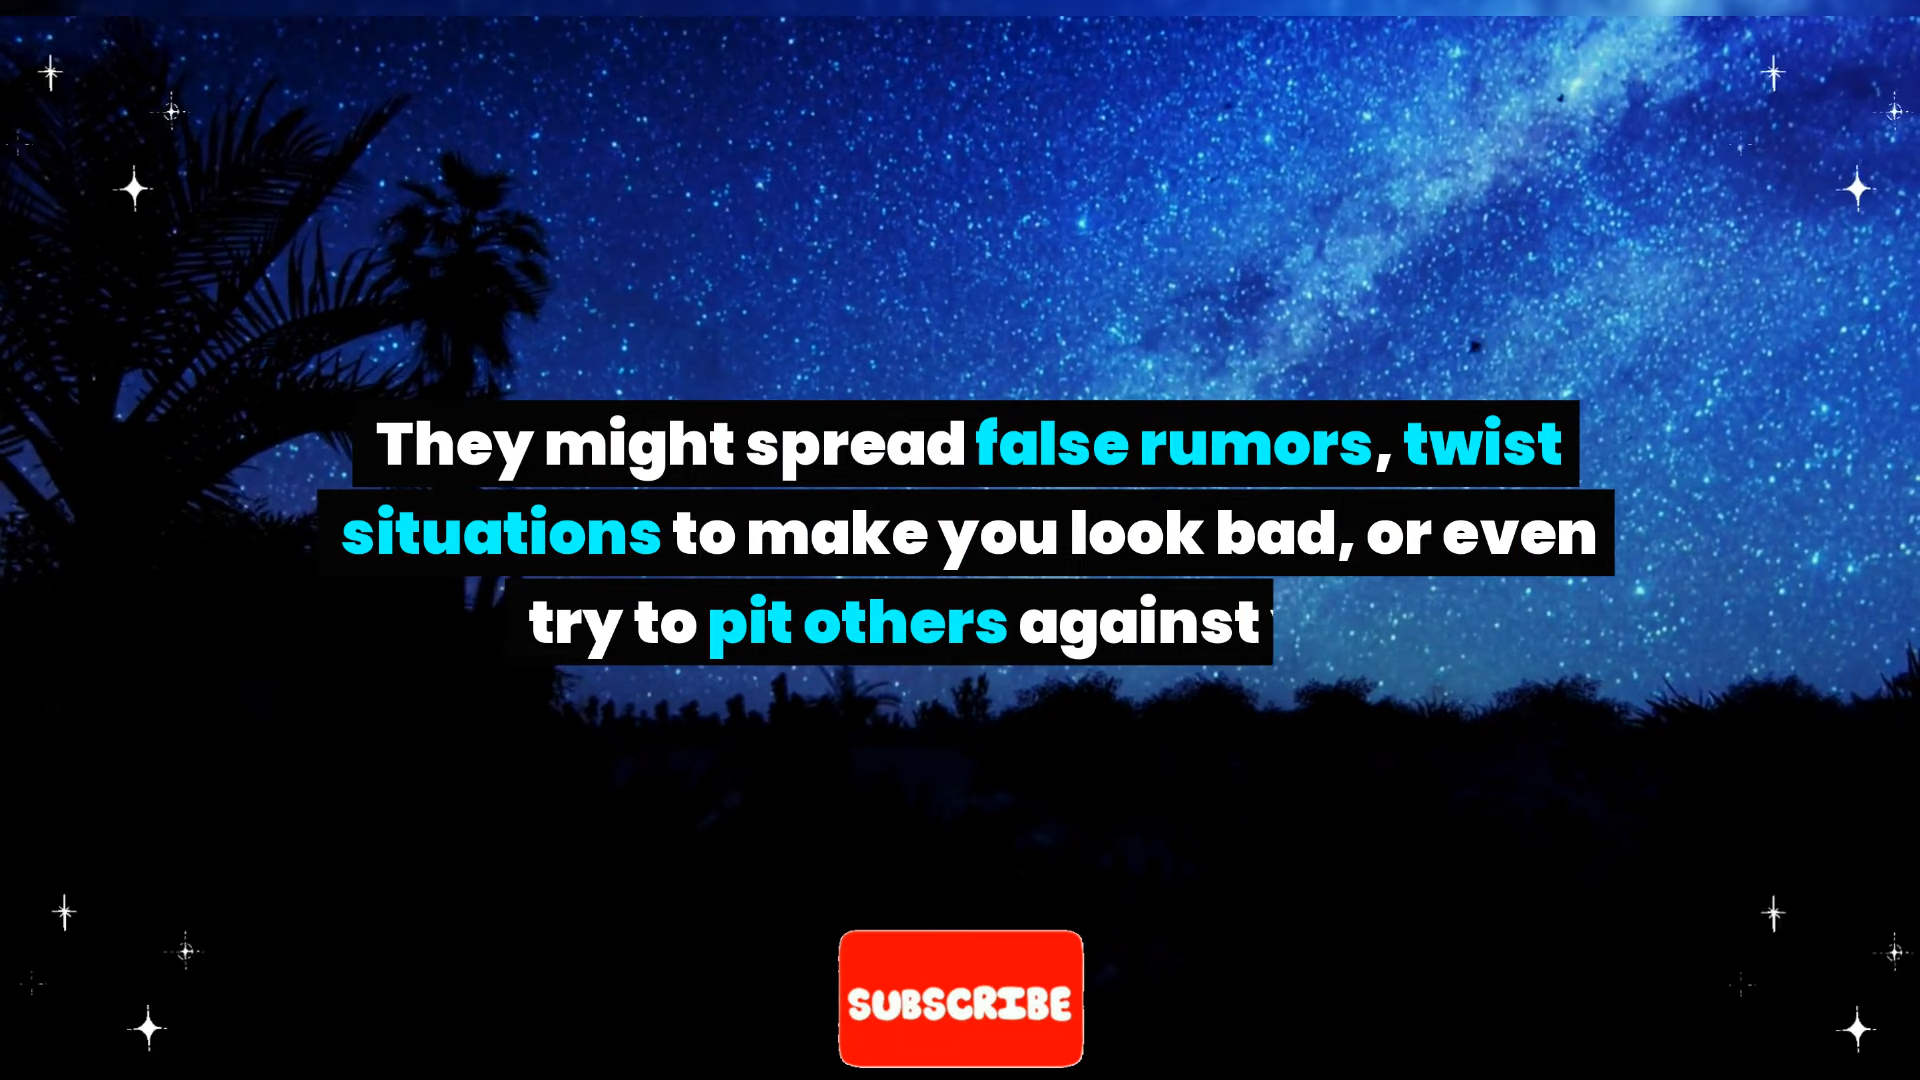 They might spread false rumors, twist
situations to make you look bad, or even
try to pit others against
SUBSCRIBE